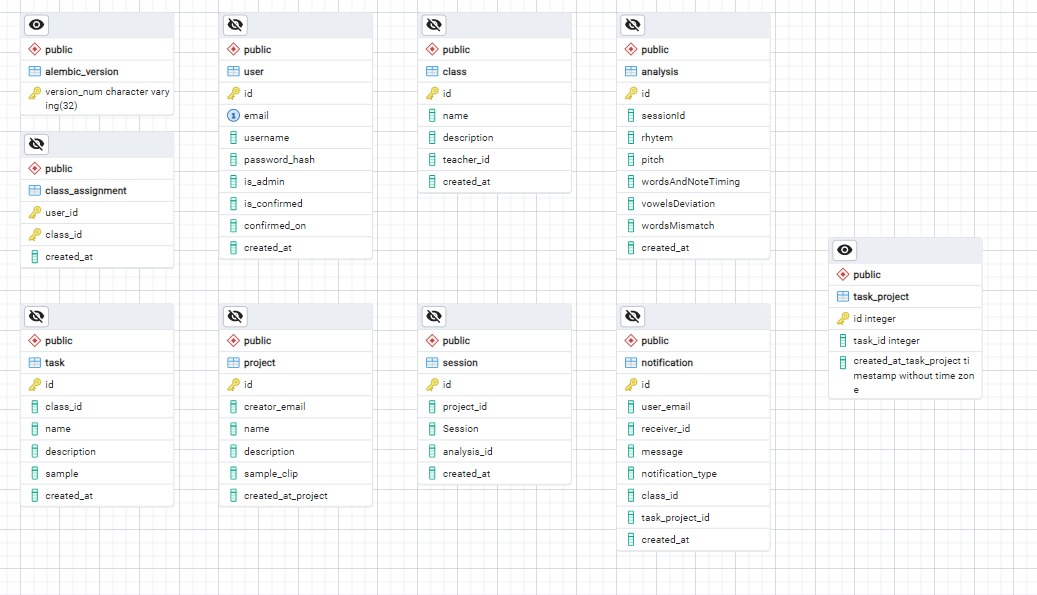 public
alembic_version
version_num character vary
ing(32)
public
class_assignment
user_id
class_id
created_at
public
user
id
email
username
password_hash
is_admin
is_confirmed
confirmed_on
created_at
public
class
id
name
description
teacher_id
created_at
public
analysis
id
sessionId
rhytem
pitch
wordsAndNoteTiming
vowelsDeviation
wordsMismatch
created_at
public
task_project
id integer
task_id integer
created_at_task_project ti
mestamp without time zon
e
public
task
id
class_id
name
description
sample
created_at
public
project
id
creator_email
name
description
sample_clip
created_at_project
public
session
id
project_id
Session
analysis_id
created_at
public
notification
id
user_email
receiver_id
message
notification_type
class_id
task_project_id
created_at